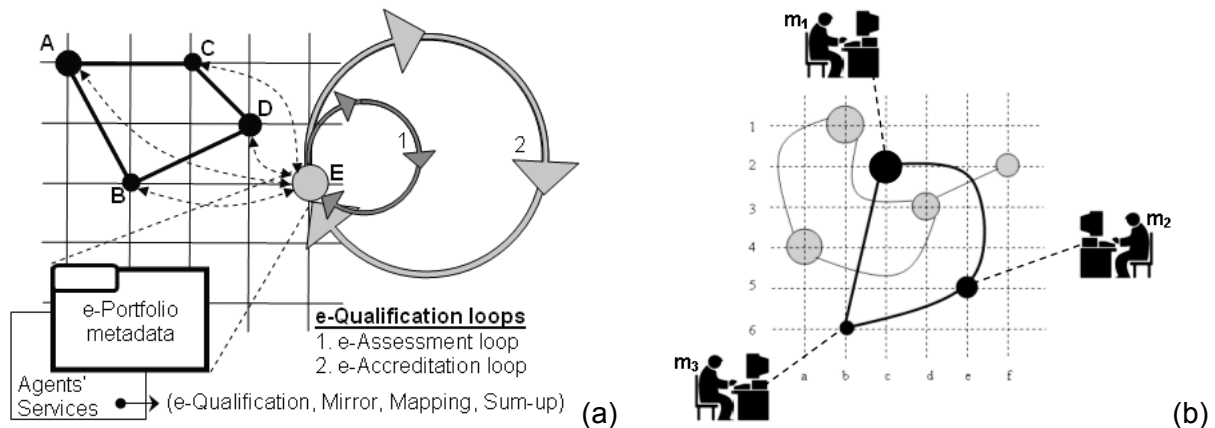 A
C
D
B
E
1
2
e-Portfolio
metadata
e-Qualification loops
1. e-Assessment loop
2. e-Accreditation loop
Agents'
Services
(e-Qualification, Mirror, Mapping, Sum-up)
(a)
m1
1
2
3
4
5
6
m2
m3
a b c d e f
(b)